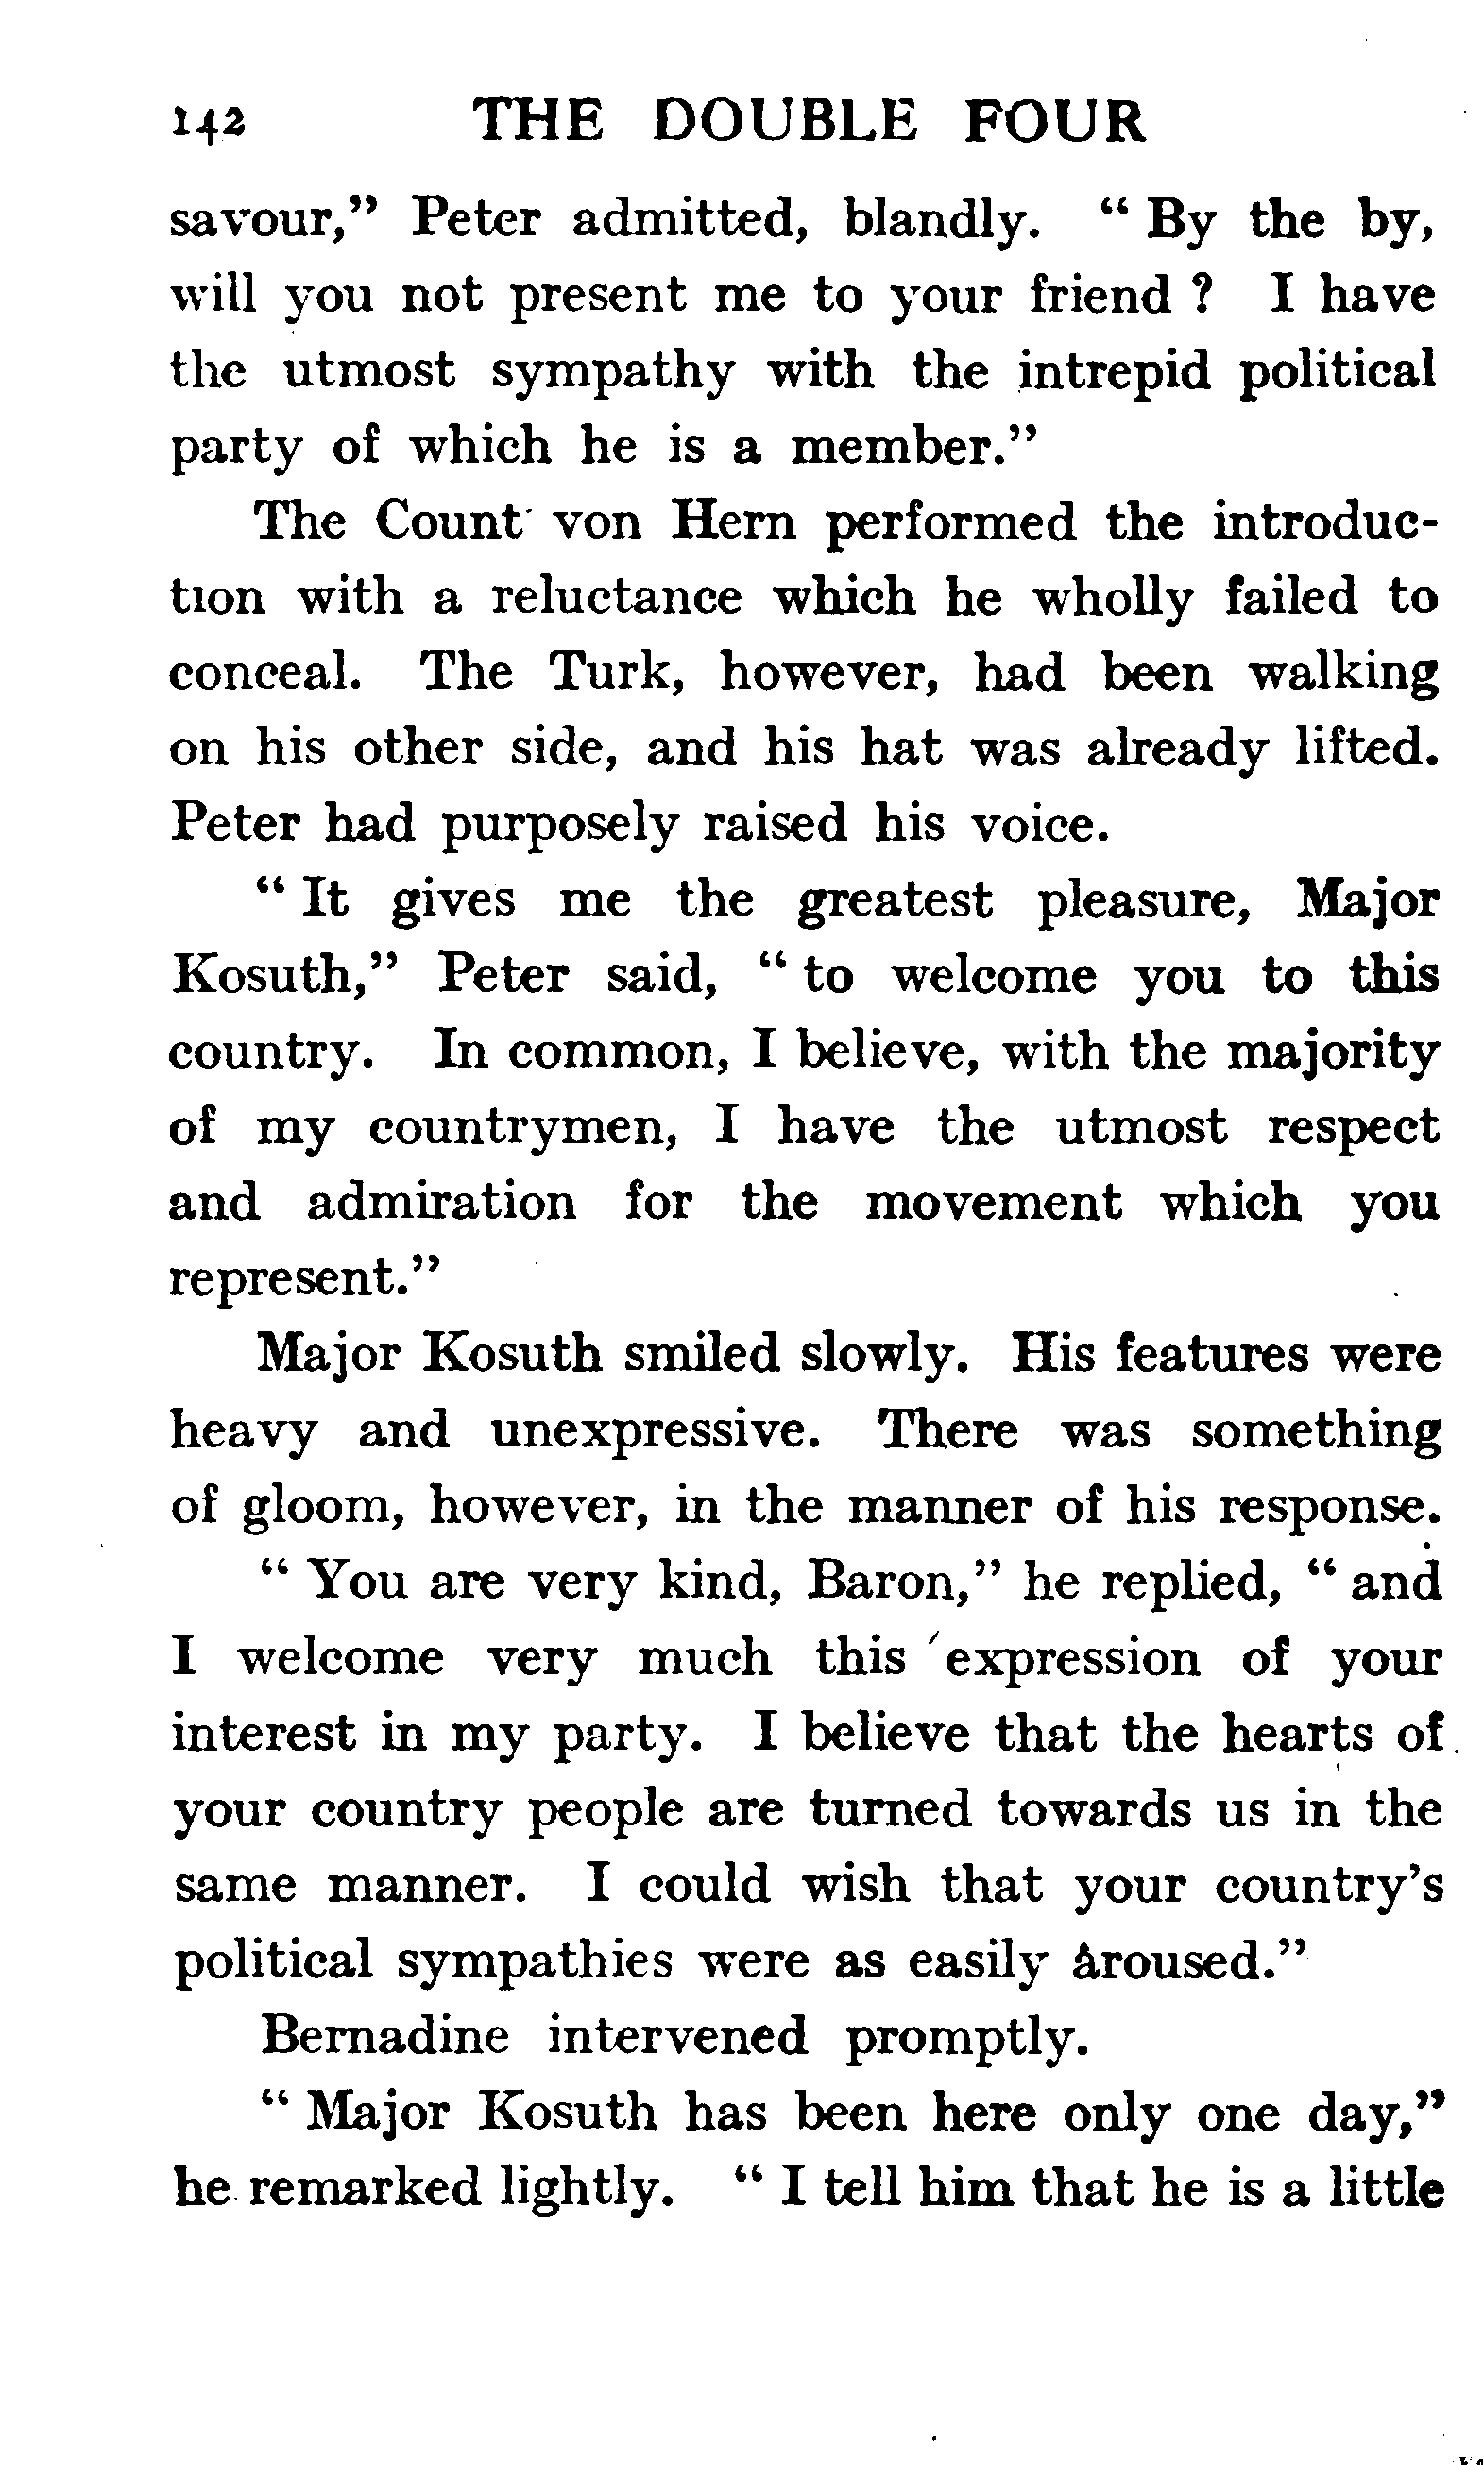 142 THE DOUBLE FOUR
savour," Peter admitted, blandly. " By the by,
will you not present me to your friend ? I have
the utmost sympathy with the intrepid political
party of which he is a member."
The Count von Hern performed the introduc-
tion with a reluctance which he wholly failed to
conceal. The Turk, however, had been walking
on his other side, and his hat was already lifted.
Peter had purposely raised his voice.
" It gives me the greatest pleasure, Major
Kosuth," Peter said, " to welcome you to this
country. In common, I believe, with the majority
of my countrymen, I have the utmost respect
and admiration for the movement which you
represent."
Major Kosuth smiled slowly. His features were
heavy and unexpressive. There was something
of gloom, however, in the manner of his response.
" You are very kind, Baron," he replied, " and
I welcome very much this expression of your
interest in my party. I believe that the hearts of
your country people are turned towards us in the
same manner. I could wish that your country's
political sympathies were as easily aroused."
Bernadine intervened promptly.
" Major Kosuth has been here only one day,"
he remarked lightly. " I tell him that he is a little